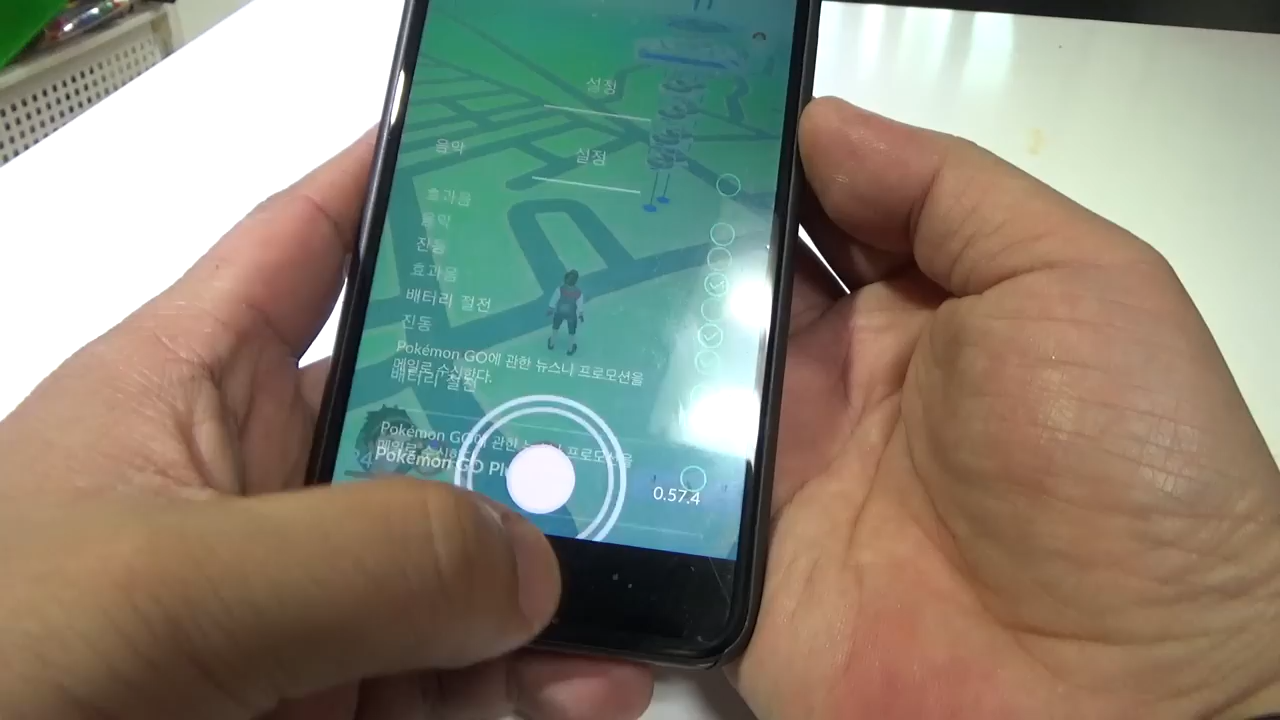 설정
음악
설정
효과음
음악
진동
효과음
배터리 절전
진동
Pokémon GO에 관한 뉴스나 프로모션을
메일로 수신한다.
배터리 절전
Pokémon GO에 관한 뉴스나 프로모션을
메일로 수신한다.
Pokémon GO Pl
0.57.4